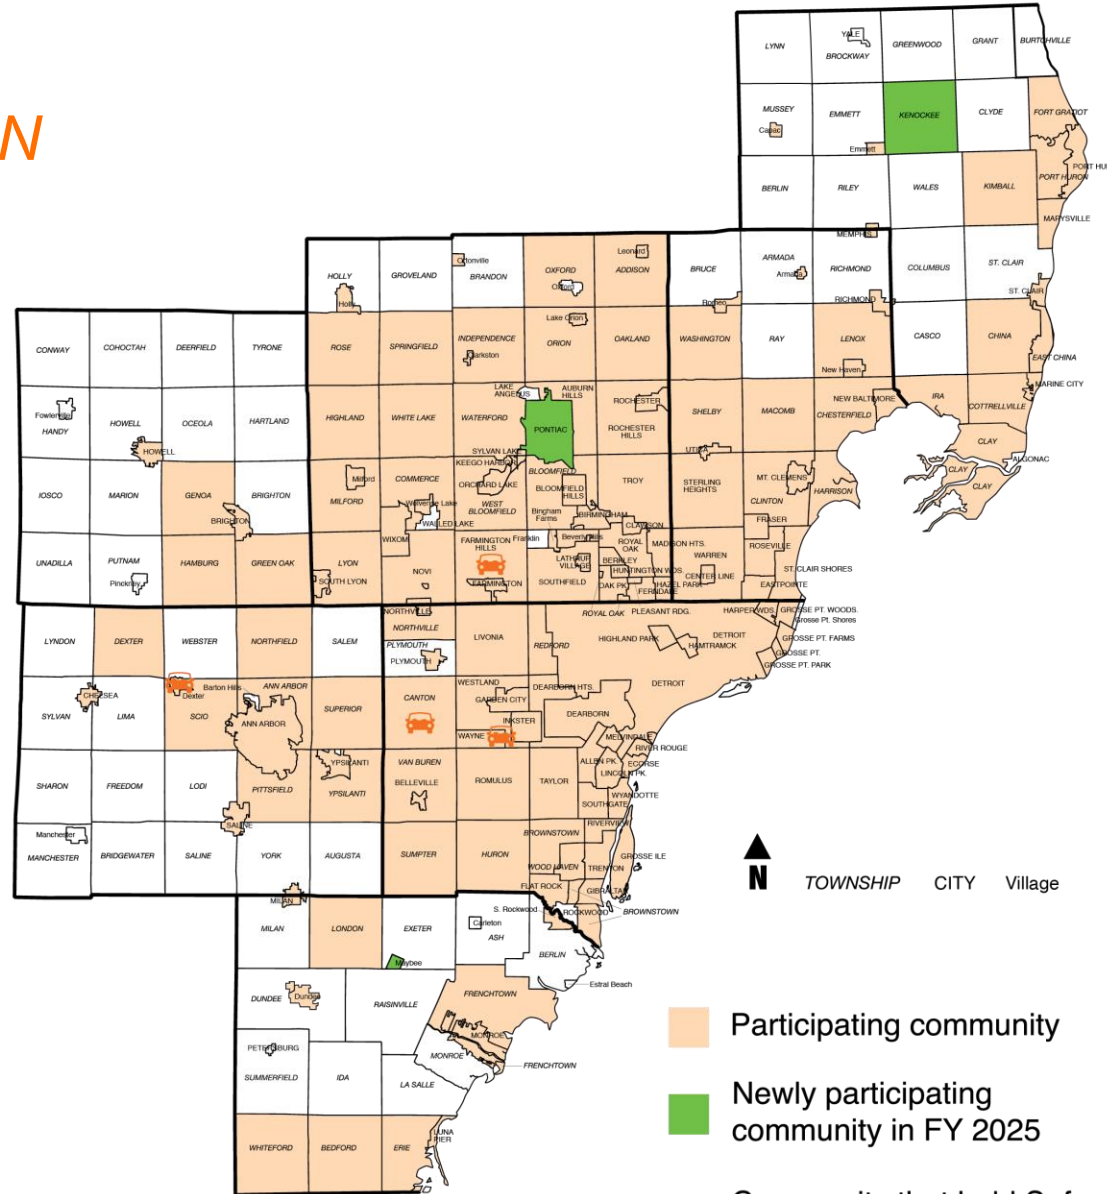 N
LYNN
YALE
BROCKWAY
GREENWOOD
GRANT
BURTCHVILLE
MUSSEY
Capac
EMMETT
Emmett
KENOCKEE
CLYDE
FORT GRATIOT
PORT HU
PORT HURON
BERLIN
RILEY
WALES
KIMBALL
MARYSVILLE
MEMPHIS
HOLLY
Holly
GROVELAND
Ortonville
BRANDON
OXFORD
Oxford
Leonard
ADDISON
BRUCE
Romeo
ARMADA
Armada
RICHMOND
RICHMOND
COLUMBUS
ST. CLAIR
ST. CLAIR
CONWAY
COHOCTAH
DEERFIELD
TYRONE
ROSE
SPRINGFIELD
INDEPENDENCE
Clarkston
Lake Orion
ORION
OAKLAND
WASHINGTON
RAY
LENOX
New Haven
CASCO
CHINA
EAST CHINA
MARINE CITY
Fowlerville
HANDY
HOWELL
HOWELL
OCEOLA
HARTLAND
HIGHLAND
WHITE LAKE
WATERFORD
LAKE
ANGELUS
AUBURN
HILLS
PONTIAC
ROCHESTER
ROCHESTER
HILLS
SHELBY
UTICA
MACOMB
NEW BALTIMORE
CHESTERFIELD
IRA
COTTRELLVILLE
CLAY
CLAY
CLAY
ALGONAC
SYLVAN LAKE
KEEGO HARBOR
ORCHARD LAKE
WEST
BLOOMFIELD
BLOOMFIELD
BLOOMFIELD
HILLS
IOSCO
MARION
GENOA
BRIGHTON
BRIGHTON
MILFORD
Milford
COMMERCE
Wolverine Lake
WALLED LAKE
WIXOM
Bingham
Farms
BIRMINGHAM
TROY
CLAWSON
STERLING
HEIGHTS
MT. CLEMENS
CLINTON
HARRISON
FRASER
ROSEVILLE
UNADILLA
PUTNAM
Pinckney
HAMBURG
GREEN OAK
LYON
SOUTH LYON
NOVI
FARMINGTON
HILLS
FARMINGTON
Franklin
Beverly Hills
LATHRUP
VILLAGE
SOUTHFIELD
ROYAL
OAK
BERKLEY
HUNTINGTON WDS.
OAK PK.
MADISON HTS.
HAZEL PARK
FERNDALE
WARREN
CENTER LINE
ST. CLAIR SHORES
EASTPOINTE
ROYAL OAK
PLEASANT RDG.
HARPER WDS.
GROSSE PT. WOODS
Grosse Pt. Shores
GROSSE PT. FARMS
GROSSE PT.
GROSSE PT. PARK
LYNDON
DEXTER
WEBSTER
NORTHFIELD
SALEM
NORTHVILLE
NORTHVILLE
PLYMOUTH
PLYMOUTH
LIVONIA
REDFORD
HIGHLAND PARK
HAMTRAMCK
DETROIT
DETROIT
CHELSEA
SYLVAN
LIMA
Dexter
SCIO
Barton Hills
ANN ARBOR
ANN ARBOR
SUPERIOR
CANTON
WESTLAND
GARDEN CITY
WAYNE
INKSTER
DEARBORN HTS.
DEARBORN
MELVINDALE
RIVER ROUGE
ALLEN PK.
ECORSE
LINCOLN PK.
WYANDOTTE
SOUTHGATE
RIVERVIEW
SHARON
FREEDOM
LODI
PITTSFIELD
YPSILANTI
YPSILANTI
VAN BUREN
BELLEVILLE
ROMULUS
TAYLOR
BROWNSTOWN
Manchester
MANCHESTER
BRIDGEWATER
SALINE
SALINE
YORK
AUGUSTA
SUMPTER
HURON
WOOD HAVEN
TRENTON
GROSSE ILE
FLAT ROCK
GIBRALTAR
S. Rockwood
ROCKWOOD
BROWNSTOWN
N
TOWNSHIP CITY Village
MILAN
MILAN
LONDON
EXETER
Maybee
Carleton
ASH
BERLIN
Estral Beach
DUNDEE
Dundee
RAISINVILLE
FRENCHTOWN
MONROE
MONROE
FRENCHTOWN
PETERSBURG
SUMMERFIELD
IDA
LA SALLE
WHITEFORD
BEDFORD
ERIE
LUNA
PIER
Participating community
Newly participating
community in FY 2025